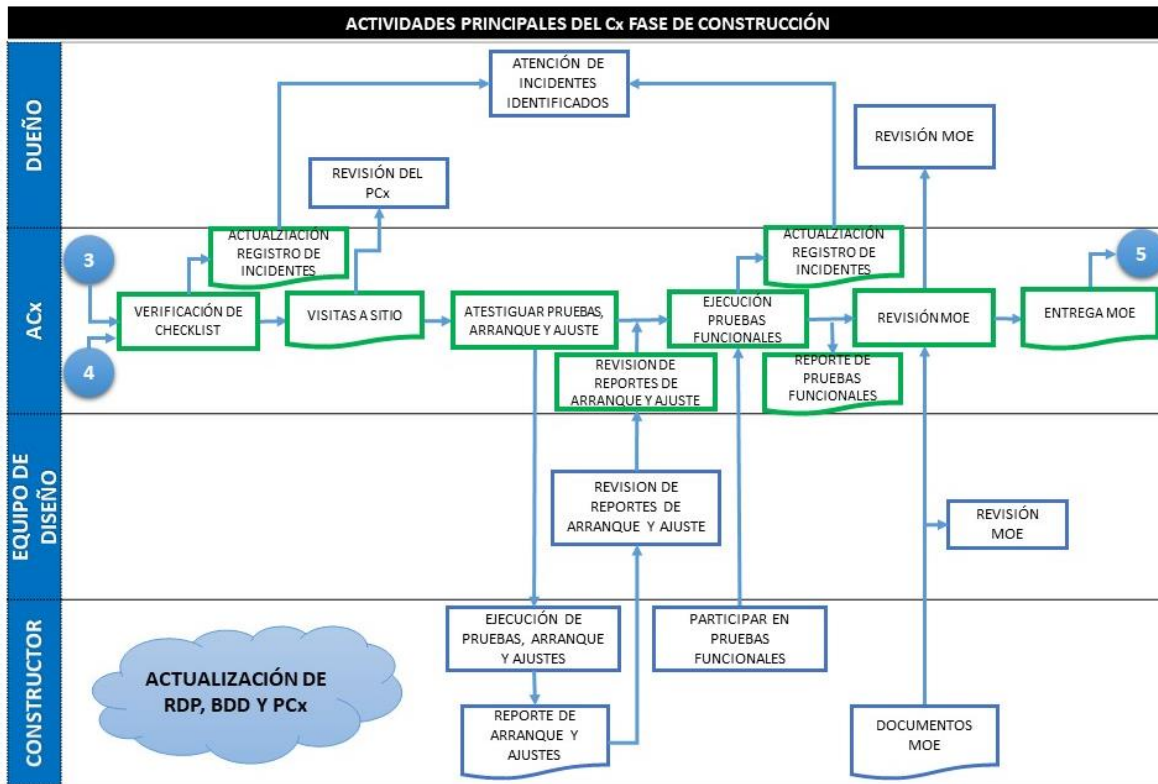 ACTIVIDADES PRINCIPALES DEL Cx FASE DE CONSTRUCCIÓN
DUEÑO
ATENCIÓN DE
INCIDENTES
IDENTIFICADOS
REVISIÓN DEL
PCx
REVISIÓN MOE
ACx
3
4
ACTUALZIACIÓN
REGISTRO DE
INCIDENTES
VERIFICACIÓN DE
CHECKLIST
VISITAS A SITIO
ATESTIGUAR PRUEBAS,
ARRANQUE Y AJUSTE
REVISION DE
REPORTES DE
ARRANQUE Y AJUSTE
EJECUCIÓN
PRUEBAS
FUNCIONALES
ACTUALZIACIÓN
REGISTRO DE
INCIDENTES
REPORTE DE
PRUEBAS
FUNCIONALES
REVISIÓN MOE
ENTREGA MOE
5
EQUIPO DE
DISEÑO
REVISION DE
REPORTES DE
ARRANQUE Y AJUSTE
REVISIÓN
MOE
CONSTRUCTOR
ACTUALIZACIÓN DE
RDP, BDD Y PCx
EJECUCIÓN DE
PRUEBAS, ARRANQUE
Y AJUSTES
REPORTE DE
ARRANQUE Y
AJUSTES
PARTICIPAR EN
PRUEBAS
FUNCIONALES
DOCUMENTOS
MOE